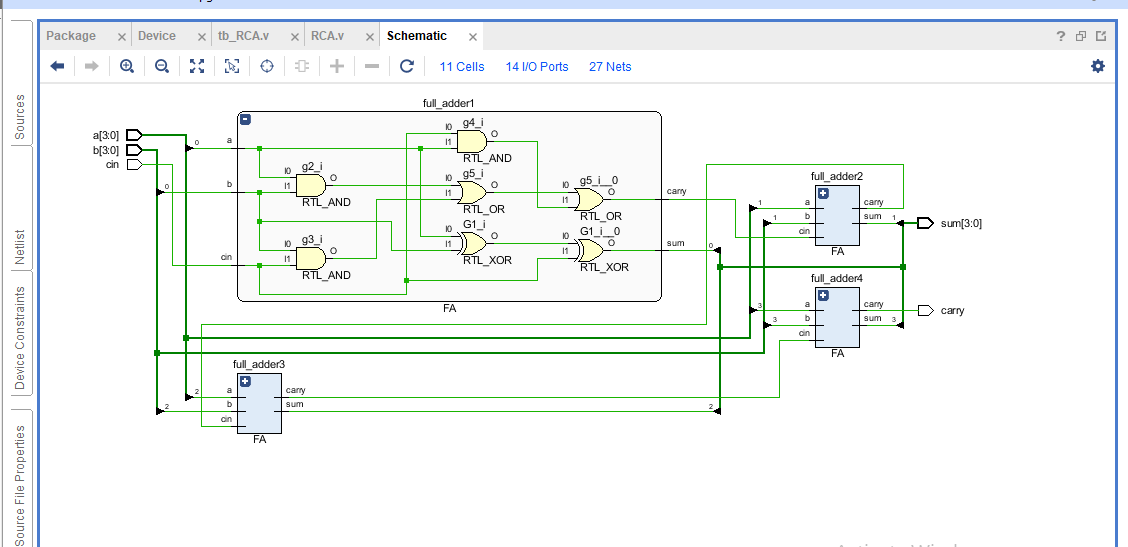 Package
Device
tb_RCA.v
RCA.v
Schematic
?
11 Cells
14 I/O Ports
27 Nets
Sources
Netlist
Device Constraints
Source File Properties
full_adder1
a[3:0]
b[3:0]
cin
0
a
0
b
cin
g2_i
I0
I1
O
RTL_AND
g3_i
I0
I1
O
RTL_AND
g4_i
I0
I1
O
RTL_AND
g5_i
I0
I1
O
RTL_OR
G1_i
I0
I1
O
RTL_XOR
g5_i__0
I0
I1
O
RTL_OR
G1_i__0
I0
I1
O
RTL_XOR
carry
sum
0
FA
full_adder2
1
a
1
b
cin
carry
sum
1
FA
sum[3:0]
full_adder4
3
a
3
b
cin
carry
sum
3
FA
carry
full_adder3
2
a
2
b
cin
carry
sum
2
FA